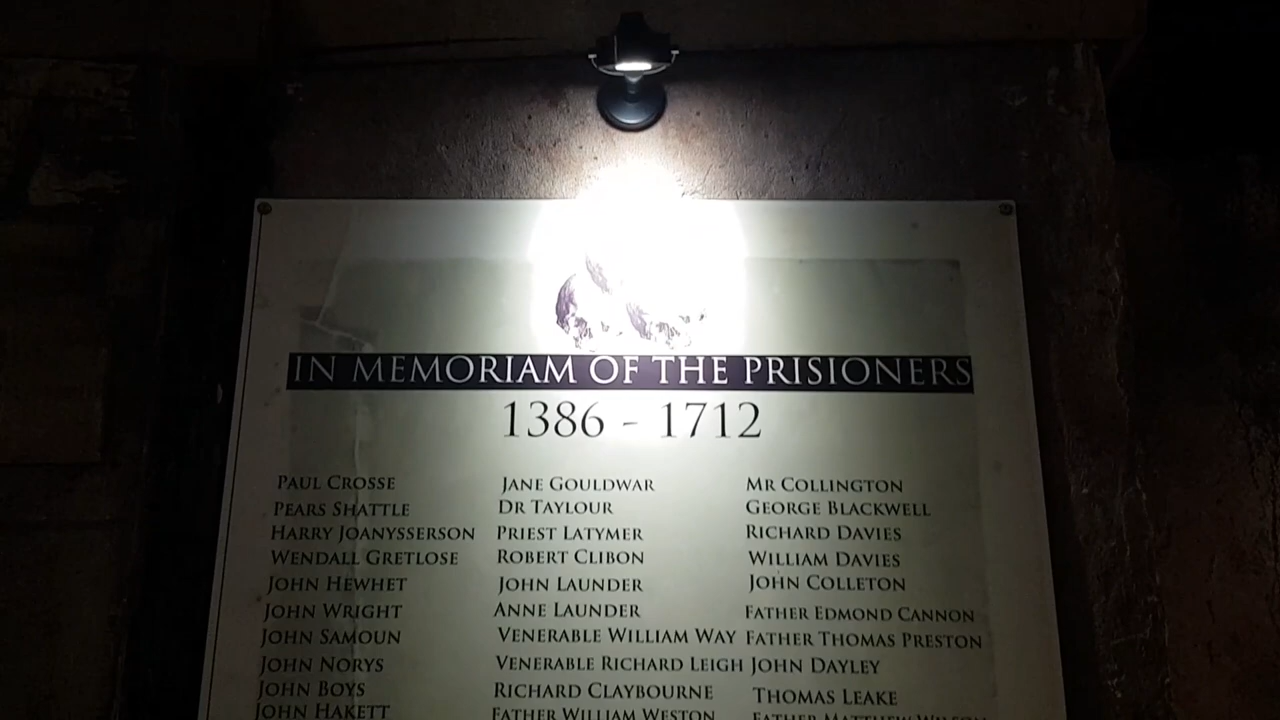 IN MEMORIAM OF THE PRISIONERS
1386 - 1712
PAUL CROSSE
PEARS SHATTLE
HARRY JOANYSSERSON
WENDALL GRETLOSE
JOHN HEWHET
JOHN WRIGHT
JOHN SAMOUN
JOHN NORYS
JOHN BOYS
JOHN HAKETT
JANE GOULDWAR
DR TAYLOUR
PRIEST LATYMER
ROBERT CLIBON
JOHN LAUNDER
ANNE LAUNDER
VENERABLE WILLIAM WAY
VENERABLE RICHARD LEIGH
RICHARD CLAYBOURNE
FATHER WILLIAM WESTON
MR COLLINGTON
GEORGE BLACKWELL
RICHARD DAVIES
WILLIAM DAVIES
JOHN COLLETON
FATHER EDMOND CANNON
FATHER THOMAS PRESTON
JOHN DAYLEY
THOMAS LEAKE
FATHER MATTHEW WILSON